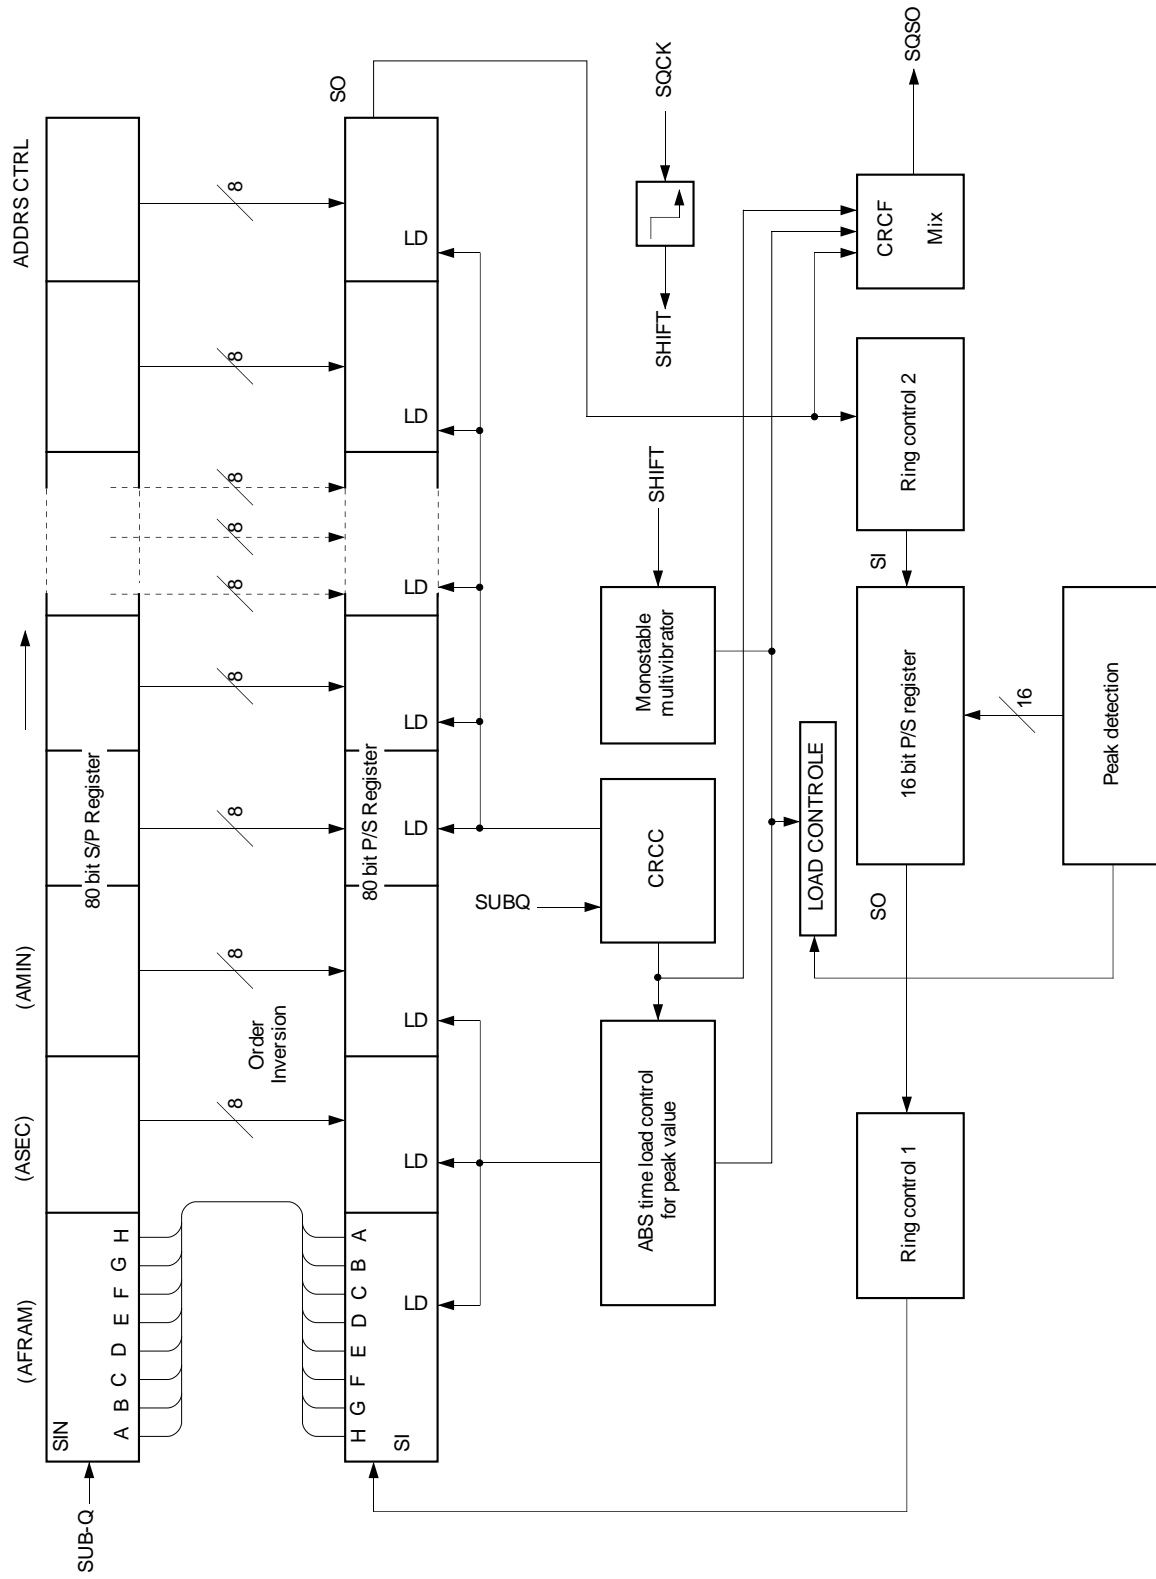 (AFRAM)
(ASEC)
(AMIN)
ADDRS CTRL
SUB-Q
SIN
A B C D E F G H
80 bit S/P Register
Order
Inversion
8
8
8
8
8
8
8
8
8
H G F E D C B A
SI
80 bit P/S Register
SO
LD
LD
LD
LD
LD
LD
LD
LD
ABS time load control
for peak value
SUBQ
CRCC
Monostable
multivibrator
SHIFT
SHIFT
SQCK
LOAD CONTROLE
Ring control 1
SO
16 bit P/S register
SI
Ring control 2
CRCF
Mix
SQSO
16
Peak detection